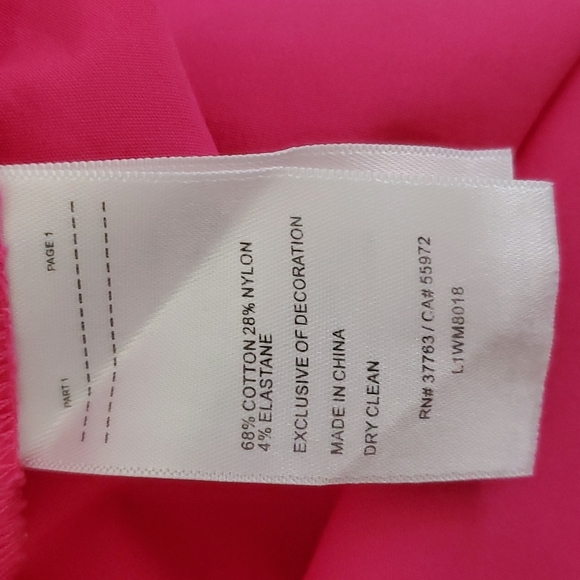 PART 1 PAGE 1
68% COTTON 28% NYLON
4% ELASTANE
EXCLUSIVE OF DECORATION
MADE IN CHINA
DRY CLEAN
RN# 37763 / CA# 55972
L1WM8018